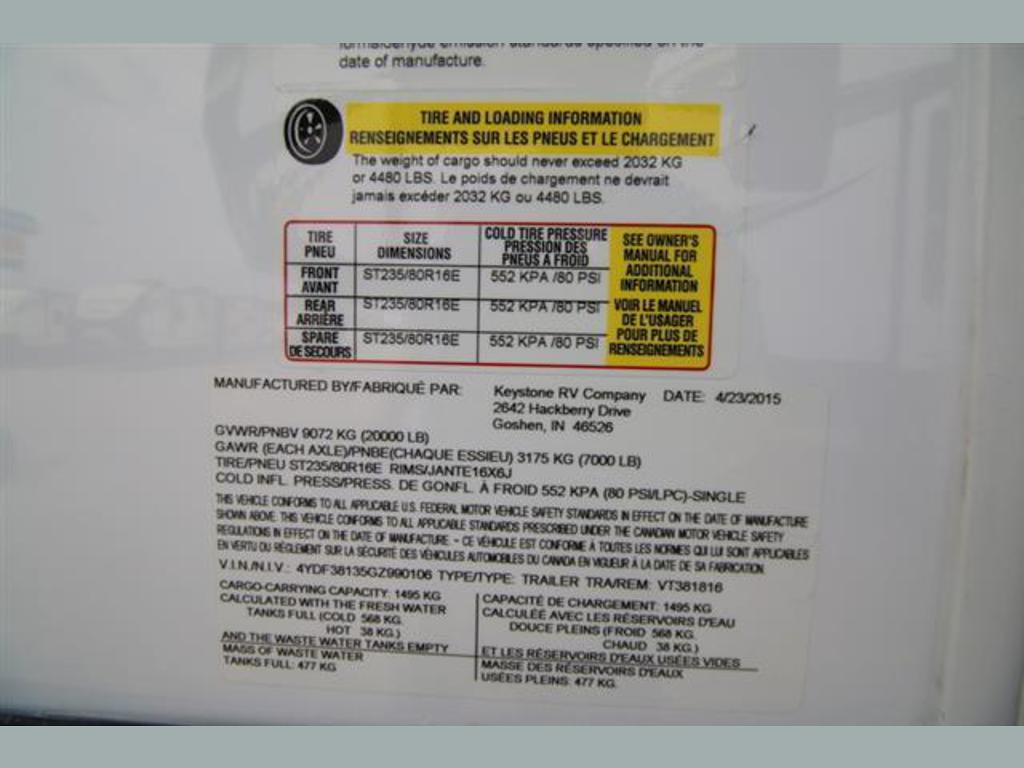 formaldehyde emission standards specified on the
date of manufacture.
TIRE AND LOADING INFORMATION
RENSEIGNEMENTS SUR LES PNEUS ET LE CHARGEMENT
The weight of cargo should never exceed 2032 KG
or 4480 LBS. Le poids de chargement ne devrait
jamais excéder 2032 KG ou 4480 LBS.
TIRE PNEU
SIZE DIMENSIONS
COLD TIRE PRESSURE PRESSION DES PNEUS A FROID
FRONT AVANT ST235/80R16E 552 KPA /80 PSI
REAR ARRIÈRE ST235/80R16E 552 KPA /80 PSI
SPARE DE SECOURS ST235/80R16E 552 KPA /80 PSI
SEE OWNER'S
MANUAL FOR
ADDITIONAL
INFORMATION
VOIR LE MANUEL
DE L'USAGER
POUR PLUS DE
RENSEIGNEMENTS
MANUFACTURED BY/FABRIQUÉ PAR: Keystone RV Company DATE: 4/23/2015
2642 Hackberry Drive
Goshen, IN 46526
GVWR/PNBV 9072 KG (20000 LB)
GAWR (EACH AXLE)/PNBE(CHAQUE ESSIEU) 3175 KG (7000 LB)
TIRE/PNEU ST235/80R16E RIMS/JANTE16X6J
COLD INFL. PRESS/PRESS. DE GONFL. À FROID 552 KPA (80 PSI/LPC)-SINGLE
THIS VEHICLE CONFORMS TO ALL APPLICABLE U.S. FEDERAL MOTOR VEHICLE SAFETY STANDARDS IN EFFECT ON THE DATE OF MANUFACTURE
SHOWN ABOVE. THIS VEHICLE CONFORMS TO ALL APPLICABLE STANDARDS PRESCRIBED UNDER THE CANADIAN MOTOR VEHICLE SAFETY
REGULATIONS IN EFFECT ON THE DATE OF MANUFACTURE. - CE VÉHICULE EST CONFORME À TOUTES LES NORMES QUI LUI SONT APPLICABLES
EN VERTU DU RÈGLEMENT SUR LA SÉCURITÉ DES VÉHICULES AUTOMOBILES DU CANADA EN VIGUEUR À LA DATE DE SA FABRICATION.
V.I.N./N.I.V.: 4YDF38135GZ990106 TYPE/TYPE: TRAILER TRA/REM: VT381816
CARGO-CARRYING CAPACITY: 1495 KG
CALCULATED WITH THE FRESH WATER
TANKS FULL (COLD 568 KG.
HOT 38 KG.)
AND THE WASTE WATER TANKS EMPTY
MASS OF WASTE WATER
TANKS FULL: 477 KG.
CAPACITÉ DE CHARGEMENT: 1495 KG
CALCULÉE AVEC LES RÉSERVOIRS D'EAU
DOUCE PLEINS (FROID 568 KG.
CHAUD 38 KG.)
ET LES RÉSERVOIRS D'EAUX USÉES VIDES
MASSE DES RÉSERVOIRS D'EAUX
USÉES PLEINS: 477 KG.